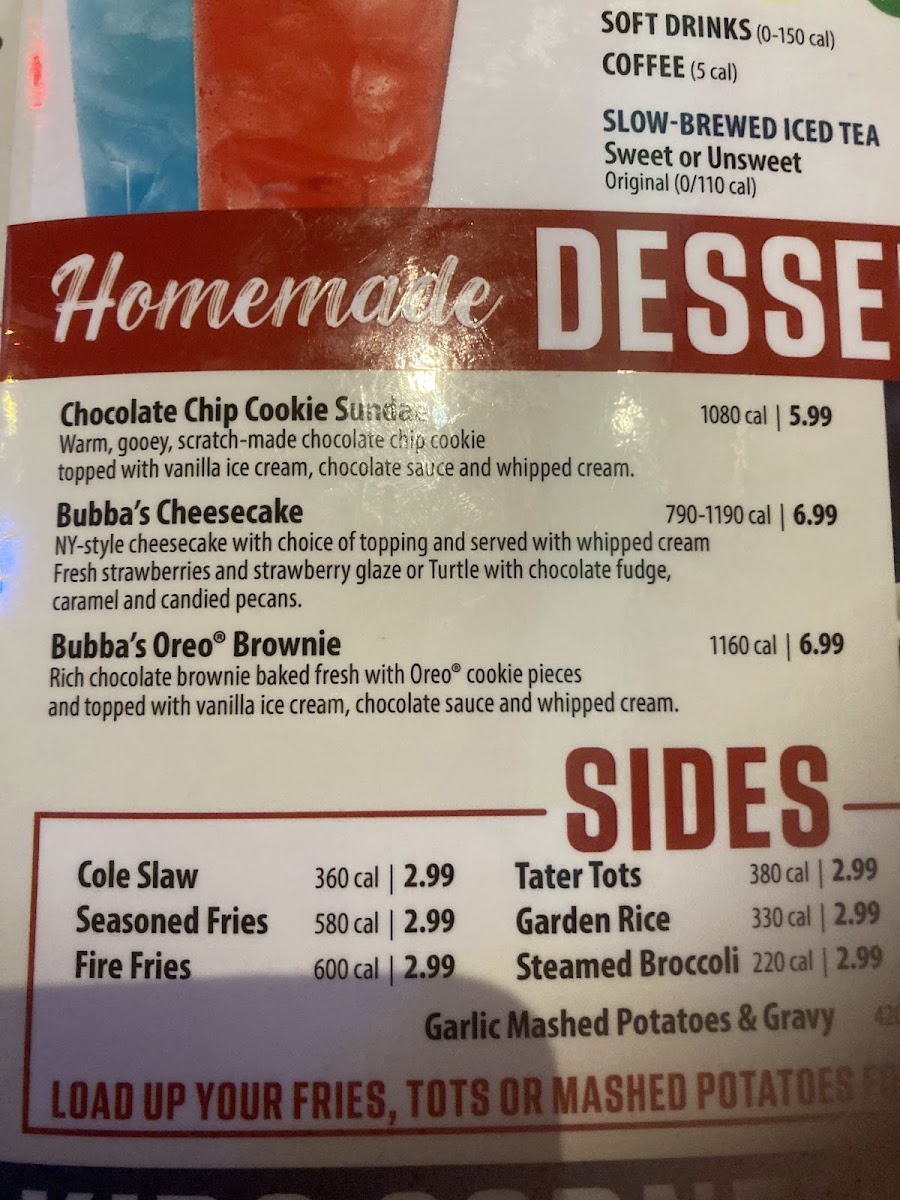 SOFT DRINKS (0-150 cal)
COFFEE (5 cal)
SLOW-BREWED ICED TEA
Sweet or Unsweet
Original (0/110 cal)
Homemade DESSE
Chocolate Chip Cookie Sundae 1080 cal | 5.99
Warm, gooey, scratch-made chocolate chip cookie
topped with vanilla ice cream, chocolate sauce and whipped cream.
Bubba's Cheesecake 790-1190 cal | 6.99
NY-style cheesecake with choice of topping and served with whipped cream
Fresh strawberries and strawberry glaze or Turtle with chocolate fudge,
caramel and candied pecans.
Bubba's Oreo® Brownie 1160 cal | 6.99
Rich chocolate brownie baked fresh with Oreo® cookie pieces
and topped with vanilla ice cream, chocolate sauce and whipped cream.
SIDES
Cole Slaw 360 cal | 2.99 Tater Tots 380 cal | 2.99
Seasoned Fries 580 cal | 2.99 Garden Rice 330 cal | 2.99
Fire Fries 600 cal | 2.99 Steamed Broccoli 220 cal | 2.99
Garlic Mashed Potatoes & Gravy
LOAD UP YOUR FRIES, TOTS OR MASHED POTATOES